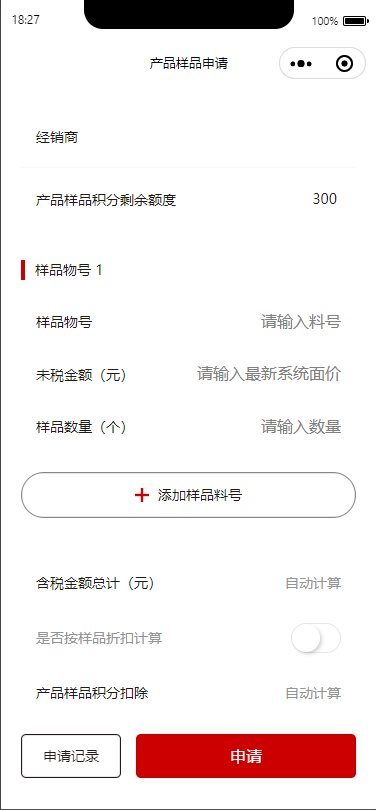 18:27
100%
产品样品申请
经销商
产品样品积分剩余额度 300
样品物号 1
样品物号 请输入料号
未税金额（元） 请输入最新系统面价
样品数量（个） 请输入数量
添加样品料号
含税金额总计（元） 自动计算
是否按样品折扣计算
产品样品积分扣除 自动计算
申请记录 申请